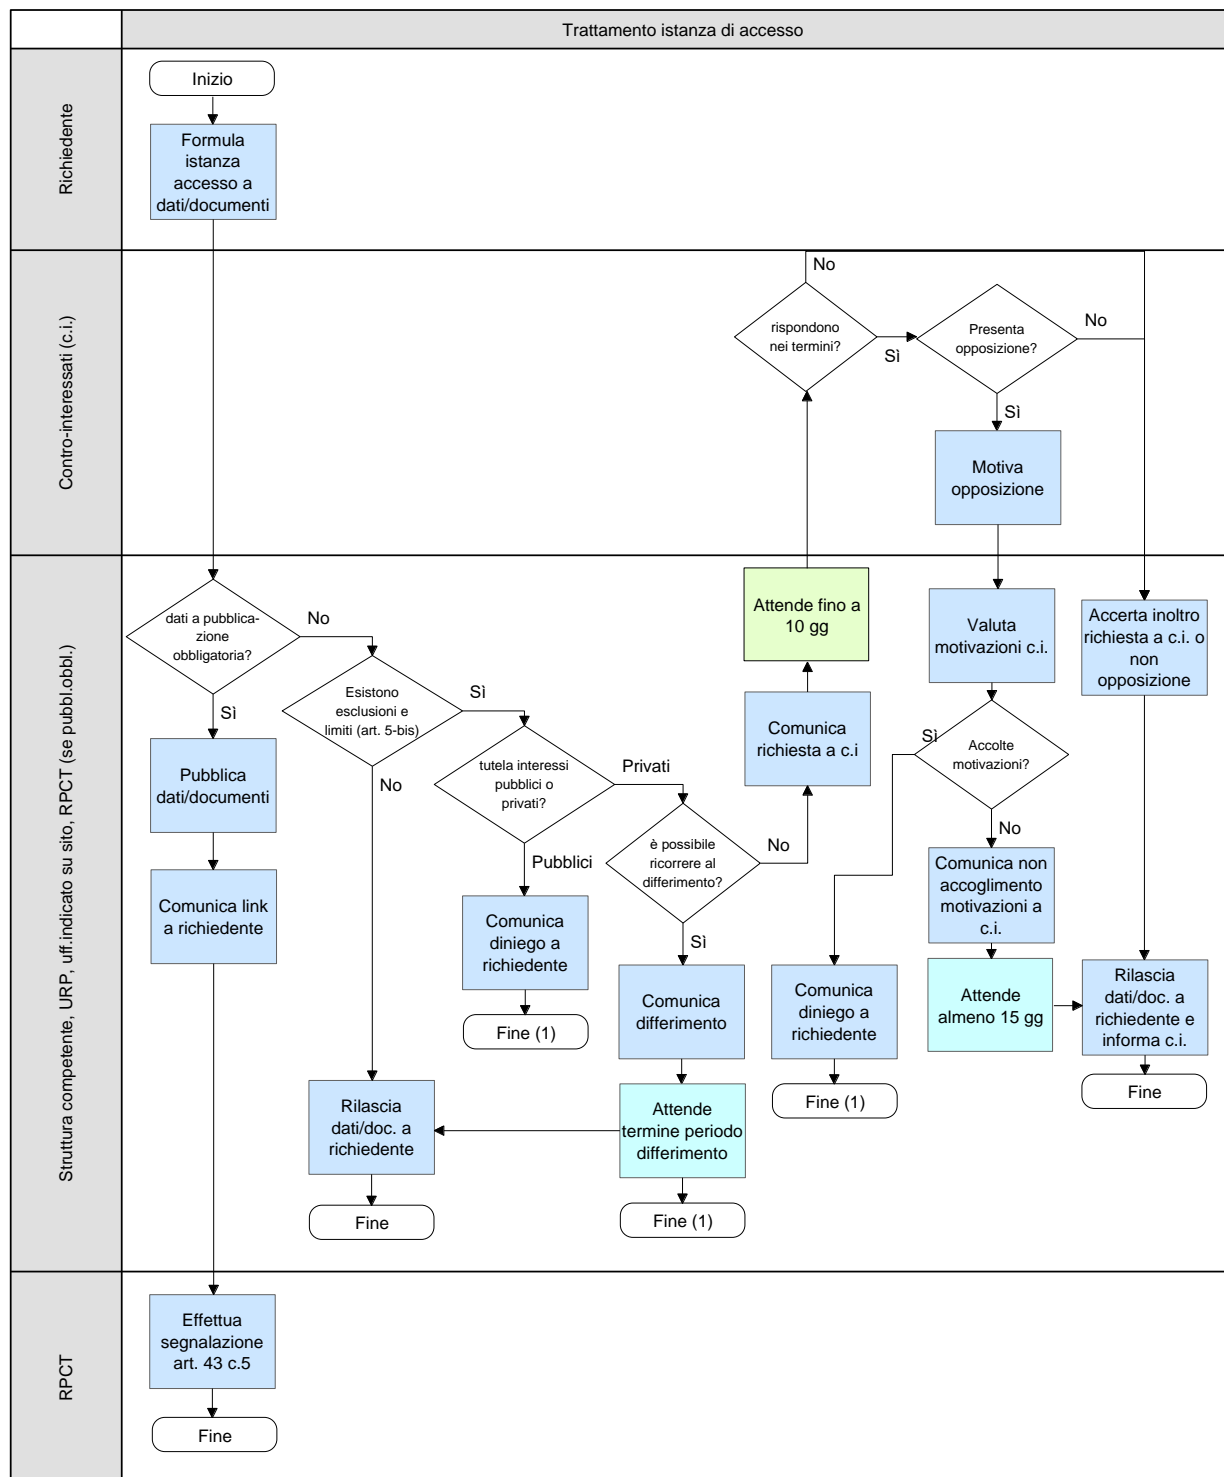 Trattamento istanza di accesso
Richiedente
Inizio
Formula
istanza
accesso a
dati/documenti
Contro-interessati (c.i.)
No
rispondono
nei termini?
Sì
Presenta
opposizione?
No
Sì
Motiva
opposizione
Struttura competente, URP, uff.indicato su sito, RPCT (se pubbl.obbl.)
dati a pubblica-
zione
obbligatoria?
No
Sì
Pubblica
dati/documenti
Comunica link
a richiedente
Esistono
esclusioni e
limiti (art. 5-bis)
Sì
No
tutela interessi
pubblici o
privati?
Privati
Pubblici
Comunica
diniego a
richiedente
Fine (1)
è possibile
ricorrere al
differimento?
No
Sì
Comunica
differimento
Attende
termine periodo
differimento
Fine (1)
Rilascia
dati/doc. a
richiedente
Fine
Comunica
richiesta a c.i
Attende fino a
10 gg
Valuta
motivazioni c.i.
Accolte
motivazioni?
Sì
No
Comunica
diniego a
richiedente
Fine (1)
Comunica non
accoglimento
motivazioni a
c.i.
Attende
almeno 15 gg
Accerta inoltro
richiesta a c.i. o
non
opposizione
Rilascia
dati/doc. a
richiedente e
informa c.i.
Fine
RPCT
Effettua
segnalazione
art. 43 c.5
Fine